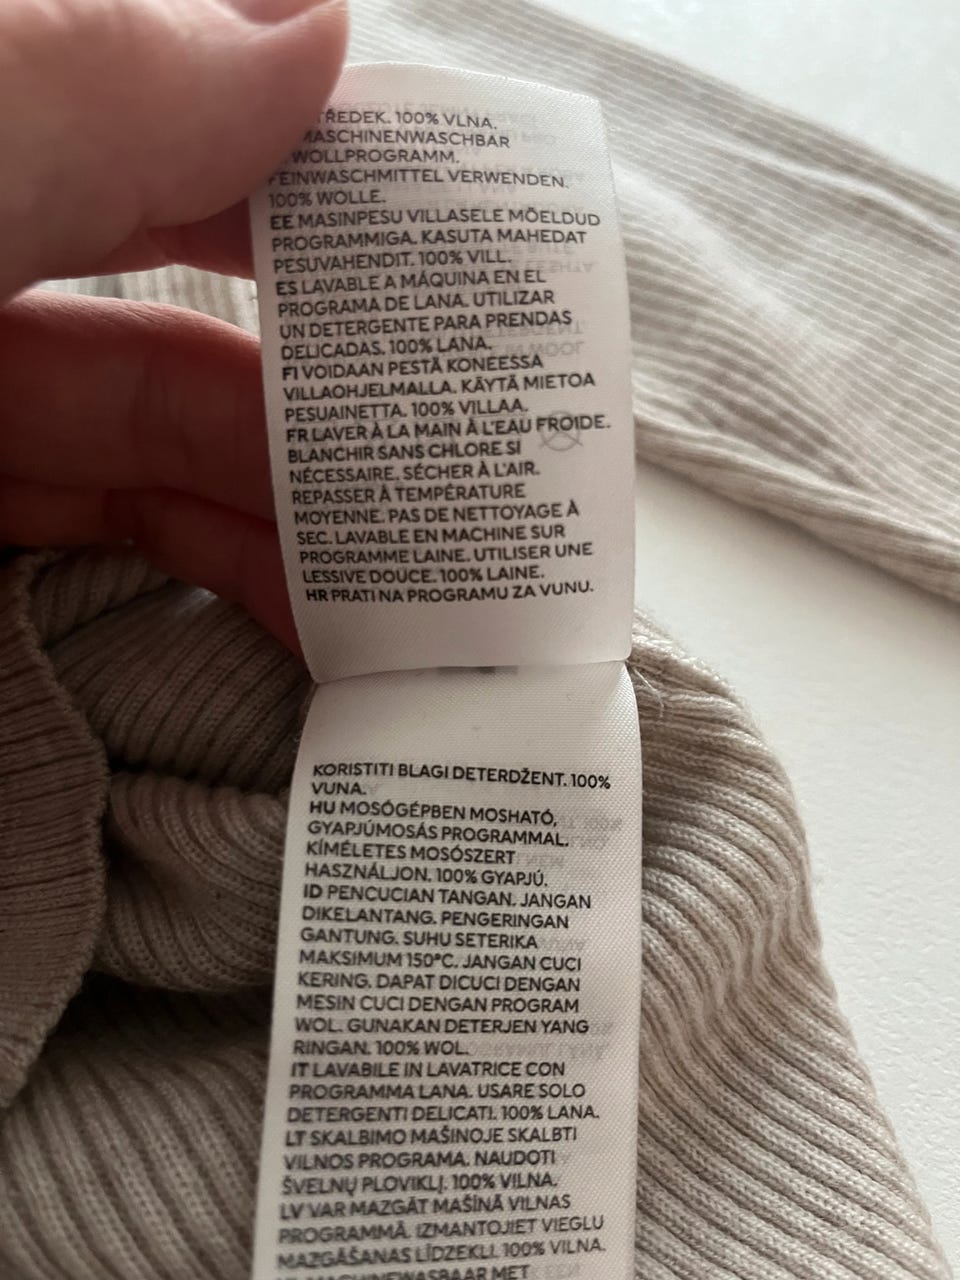 100% VLNA.
MASCHINENWASCHBAR
WOLLPROGRAMM.
FEINWASCHMITTEL VERWENDEN.
100% WOLLE.
EE MASINPESU VILLASELE MÕELDUD
PROGRAMMIGA. KASUTA MAHEDAT
PESUVAHENDIT. 100% VILL.
ES LAVABLE A MÁQUINA EN EL
PROGRAMA DE LANA. UTILIZAR
UN DETERGENTE PARA PRENDAS
DELICADAS. 100% LANA.
FI VOIDAAN PESTÄ KONEESSA
VILLAOHJELMALLA. KÄYTÄ MIETOA
PESUAINETTA. 100% VILLAA.
FR LAVER À LA MAIN À L'EAU FROIDE.
BLANCHIR SANS CHLORE SI
NÉCESSAIRE. SÉCHER À L'AIR.
REPASSER À TEMPÉRATURE
MOYENNE. PAS DE NETTOYAGE À
SEC. LAVABLE EN MACHINE SUR
PROGRAMME LAINE. UTILISER UNE
LESSIVE DOUCE. 100% LAINE.
HR PRATI NA PROGRAMU ZA VUNU.
KORISTITI BLAGI DETERDŽENT. 100%
VUNA.
HU MOSÓGÉPBEN MOSHATÓ,
GYAPJÚMOSÁS PROGRAMMAL.
KÍMÉLETES MOSÓSZERT
HASZNÁLJON. 100% GYAPJÚ.
ID PENCUCIAN TANGAN. JANGAN
DIKELANTANG. PENGERINGAN
GANTUNG. SUHU SETERIKA
MAKSIMUM 150°C. JANGAN CUCI
KERING. DAPAT DICUCI DENGAN
MESIN CUCI DENGAN PROGRAM
WOL. GUNAKAN DETERJEN YANG
RINGAN. 100% WOL.
IT LAVABILE IN LAVATRICE CON
PROGRAMMA LANA. USARE SOLO
DETERGENTI DELICATI. 100% LANA.
LT SKALBIMO MAŠINOJE SKALBTI
VILNOS PROGRAMA. NAUDOTI
ŠVELNŲ PLOVIKLĮ. 100% VILNA.
LV VAR MAZGĀT MAŠĪNĀ VILNAS
PROGRAMMĀ. IZMANTOJIET VIEGLU
MAZGĀŠANAS LĪDZEKLI. 100% VILNA.
MACHINEWASBAAR MET